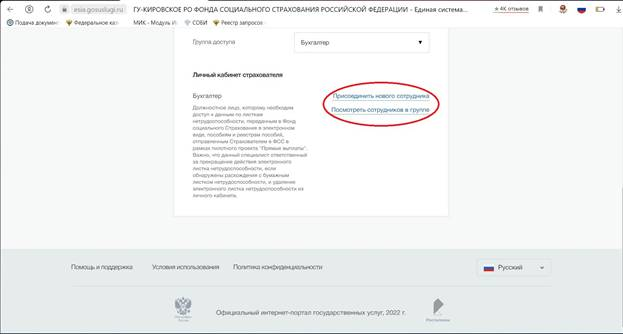 esia.gosuslugi.ru
ГУ-КИРОВСКОЕ РО ФОНДА СОЦИАЛЬНОГО СТРАХОВАНИЯ РОССИЙСКОЙ ФЕДЕРАЦИИ - Единая система...
4K отзывов
Подача докумен
Федеральное ка
МИК - Модуль И
СОБИ
Реестр запросов
Группа доступа
Бухгалтер
Личный кабинет страхователя
Бухгалтер
Присоединить нового сотрудника
Посмотреть сотрудников в группе
Должностное лицо, которому необходим
доступ к данным по листкам
нетрудоспособности, переданным в Фонд
социального Страхования в электронном
виде, пособиям и реестрам пособий,
отправленным Страхователем в ФСС в
рамках пилотного проекта "Прямые выплаты".
Важно, что данный специалист ответственный
за прекращение действия электронного
листка нетрудоспособности, если
обнаружены расхождения с бумажным
листком нетрудоспособности, и удаление
электронного листка нетрудоспособности из
личного кабинета.
Помощь и поддержка
Условия использования
Политика конфиденциальности
Русский
Официальный интернет-портал государственных услуг, 2022 г.
Ростелеком